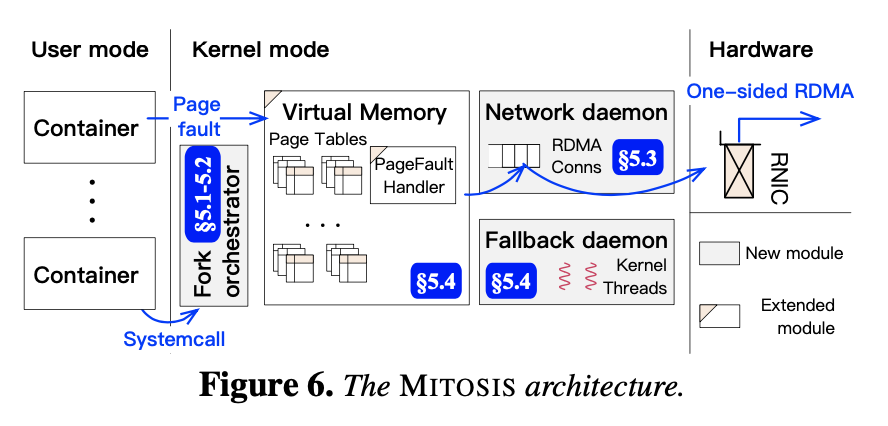 User mode
Kernel mode
Hardware
Container
Page
fault
Container
Systemcall
§5.1-5.2
Fork
orchestrator
Virtual Memory
Page Tables
PageFault
Handler
§5.4
Network daemon
RDMA
Conns
§5.3
Fallback daemon
§5.4
Kernel
Threads
One-sided RDMA
RNIC
New module
Extended
module
Figure 6. The MITOSIS architecture.